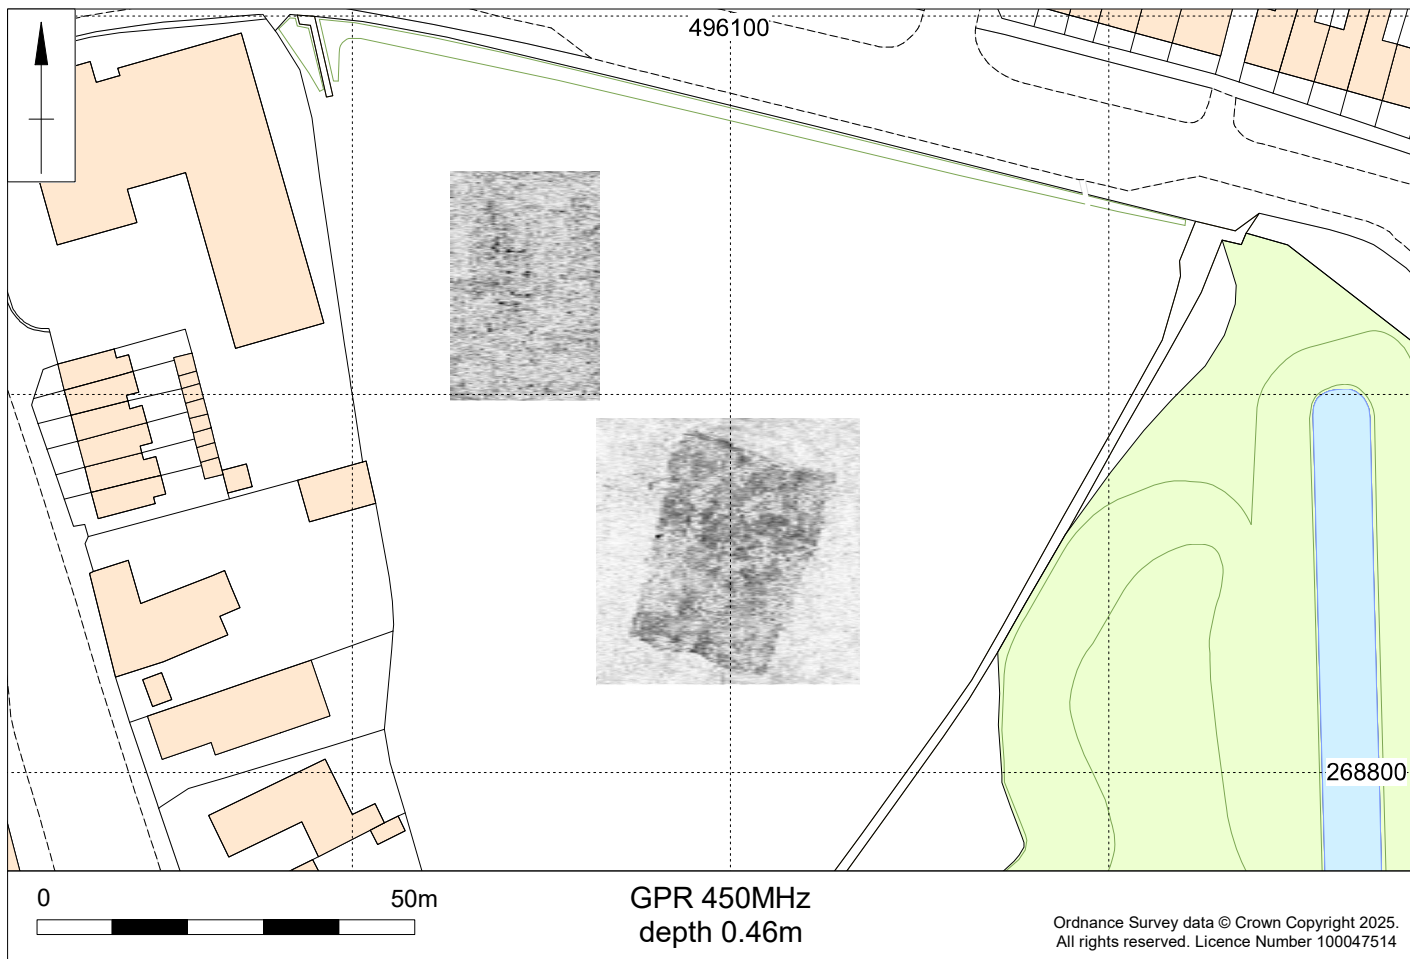 496100
268800
0 50m
GPR 450MHz
depth 0.46m
Ordnance Survey data © Crown Copyright 2025.
All rights reserved. Licence Number 100047514